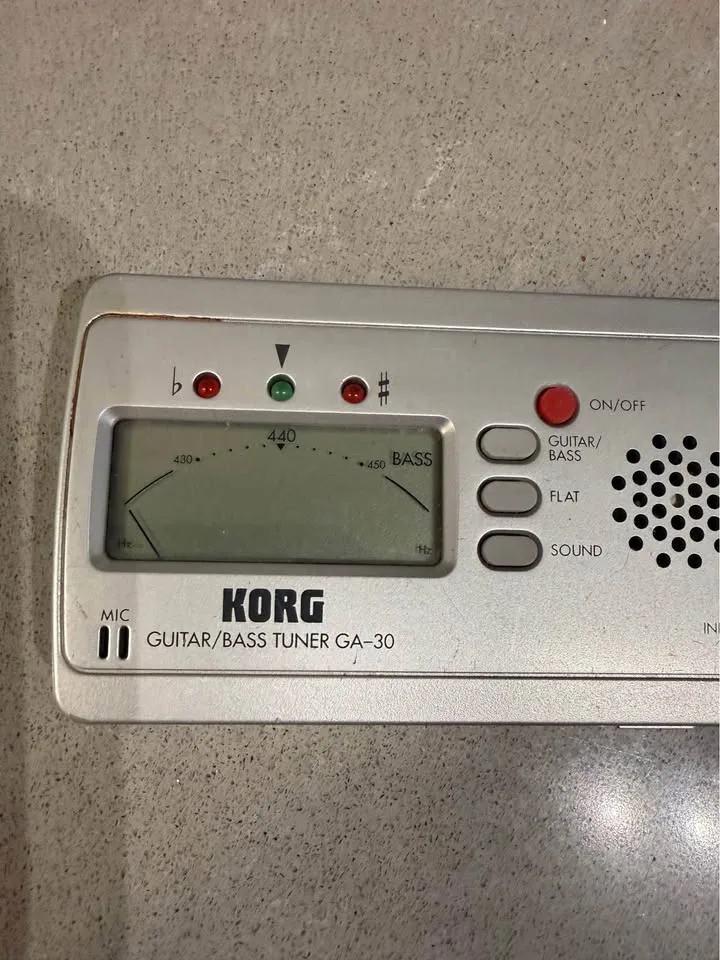 ♭ ▼ ♯
ON/OFF
440
430 450 BASS
GUITAR/
BASS
FLAT
Hz Hz
SOUND
KORG
MIC
GUITAR/BASS TUNER GA-30